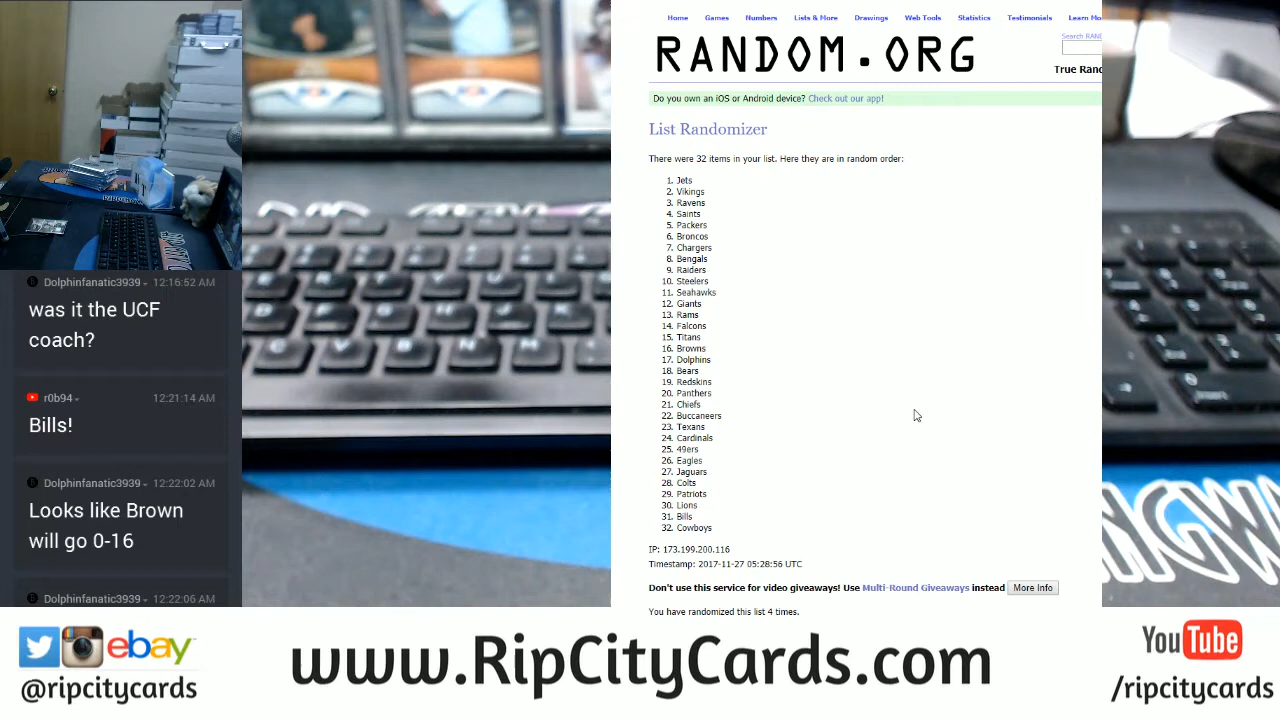 Home Games Numbers Lists & More Drawings Web Tools Statistics Testimonials Learn Mo
RANDOM.ORG
Search RAND
True Rand
Do you own an iOS or Android device? Check out our app!
List Randomizer
There were 32 items in your list. Here they are in random order:
1. Jets
2. Vikings
3. Ravens
4. Saints
5. Packers
6. Broncos
7. Chargers
8. Bengals
9. Raiders
10. Steelers
11. Seahawks
12. Giants
13. Rams
14. Falcons
15. Titans
16. Browns
17. Dolphins
18. Bears
19. Redskins
20. Panthers
21. Chiefs
22. Buccaneers
23. Texans
24. Cardinals
25. 49ers
26. Eagles
27. Jaguars
28. Colts
29. Patriots
30. Lions
31. Bills
32. Cowboys
IP: 173.199.200.116
Timestamp: 2017-11-27 05:28:56 UTC
Don't use this service for video giveaways! Use Multi-Round Giveaways instead More Info
You have randomized this list 4 times.
Dolphinfanatic3939 12:16:52 AM
was it the UCF
coach?
r0b94 12:21:14 AM
Bills!
Dolphinfanatic3939 12:22:02 AM
Looks like Brown
will go 0-16
Dolphinfanatic3939 12:22:06 AM
ebay
@ripcitycards
www.RipCityCards.com
YouTube
/ripcitycards